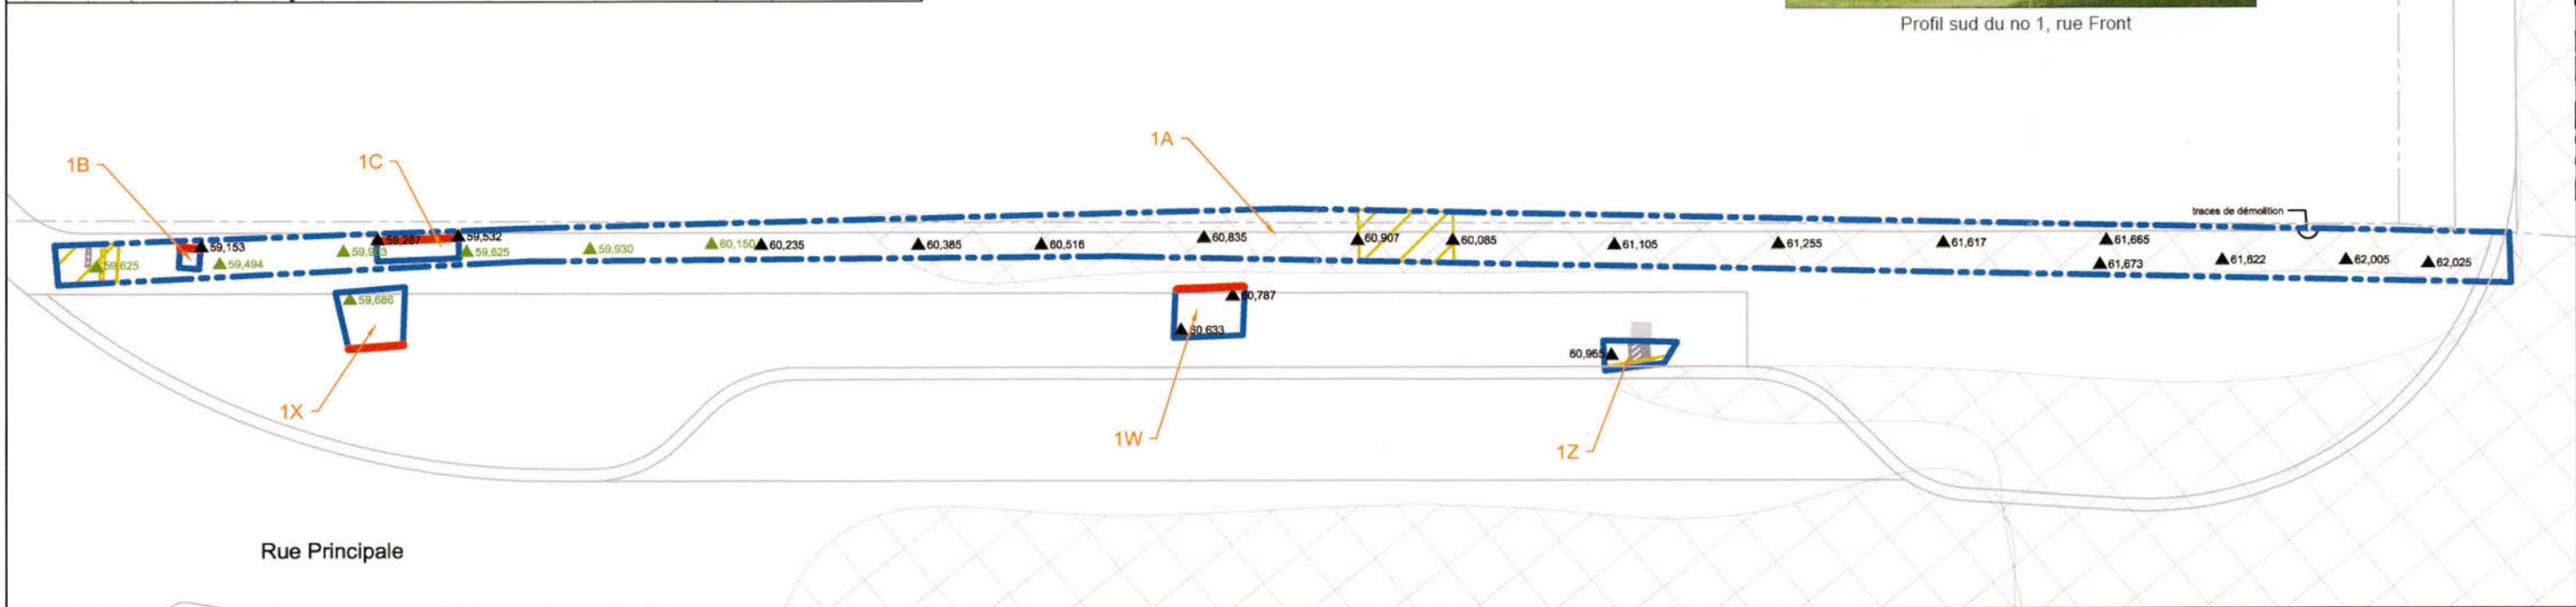 Profil sud du no 1, rue Front
1A
1C
1B
traces de démolition
59,625
59,153
59,494
59,287
59,532
59,625
59,930
60,150
60,235
60,385
60,516
60,835
60,907
60,085
61,105
61,255
61,617
61,665
61,673
61,622
62,005
62,025
59,686
60,787
60,633
60,965
1X
1W
1Z
Rue Principale